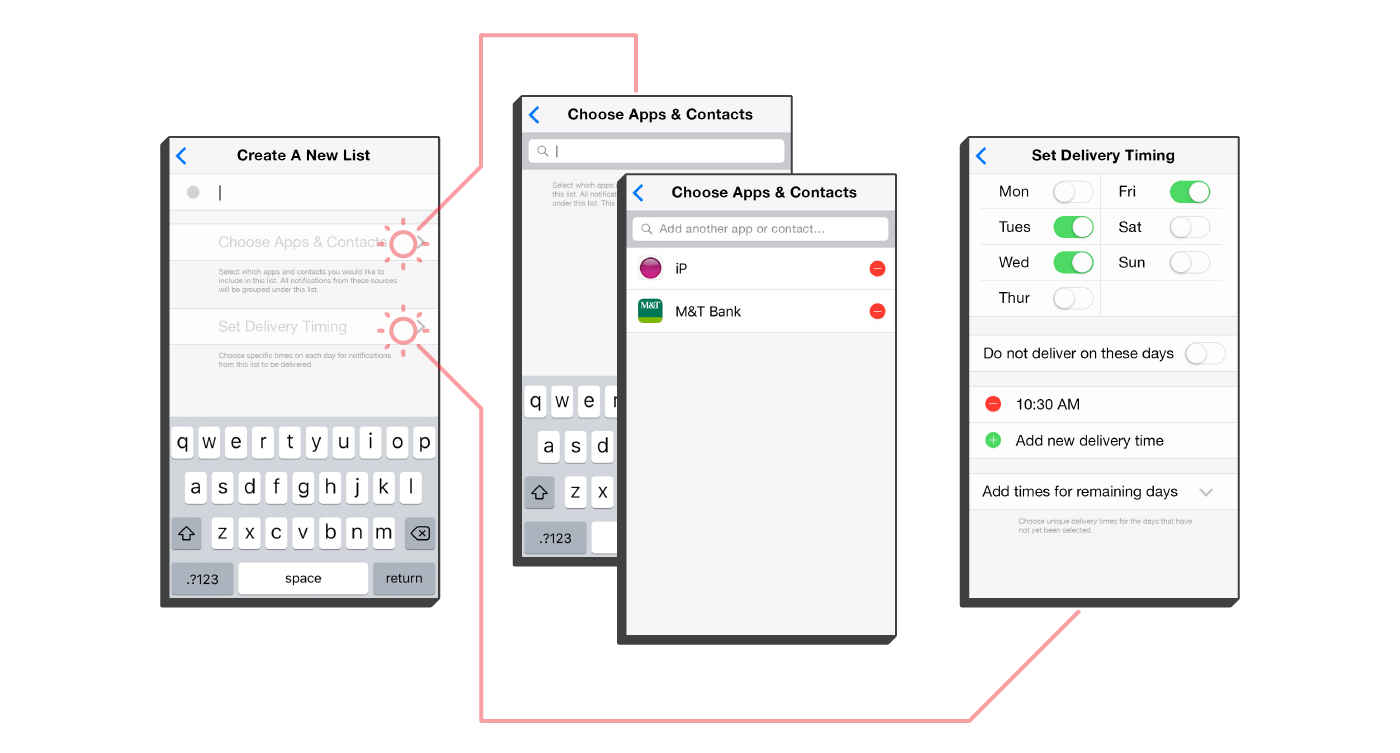 Create A New List
Choose Apps & Contacts
Select which apps and contacts you would like to
include in this list. All notifications from these sources
will be grouped under this list.
Set Delivery Timing
Choose specific times on each day for notifications
from this list to be delivered.
q w e r t y u i o p
a s d f g h j k l
z x c v b n m
.?123 space return
Choose Apps & Contacts
Select which apps
this list. All notificat
under this list. This
q w e r
a s d
z x
.?123
Choose Apps & Contacts
Add another app or contact...
iP
M&T M&T Bank
Set Delivery Timing
Mon Fri
Tues Sat
Wed Sun
Thur
Do not deliver on these days
10:30 AM
Add new delivery time
Add times for remaining days
Choose unique delivery times for the days that have
not yet been selected.